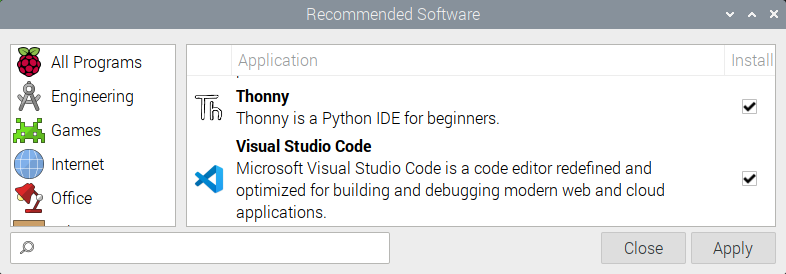 Recommended Software
All Programs
Engineering
Games
Internet
Office
Application
Install
Th
Thonny
Thonny is a Python IDE for beginners.
Visual Studio Code
Microsoft Visual Studio Code is a code editor redefined and
optimized for building and debugging modern web and cloud
applications.
Close
Apply